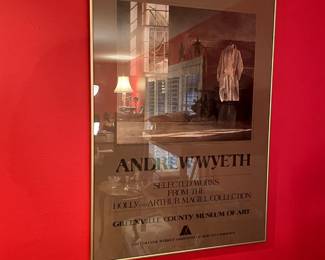 ANDREW WYETH
SELECTED WORKS
FROM THE
HOLLY AND ARTHUR MAGILL COLLECTION
GREENVILLE COUNTY MUSEUM OF ART